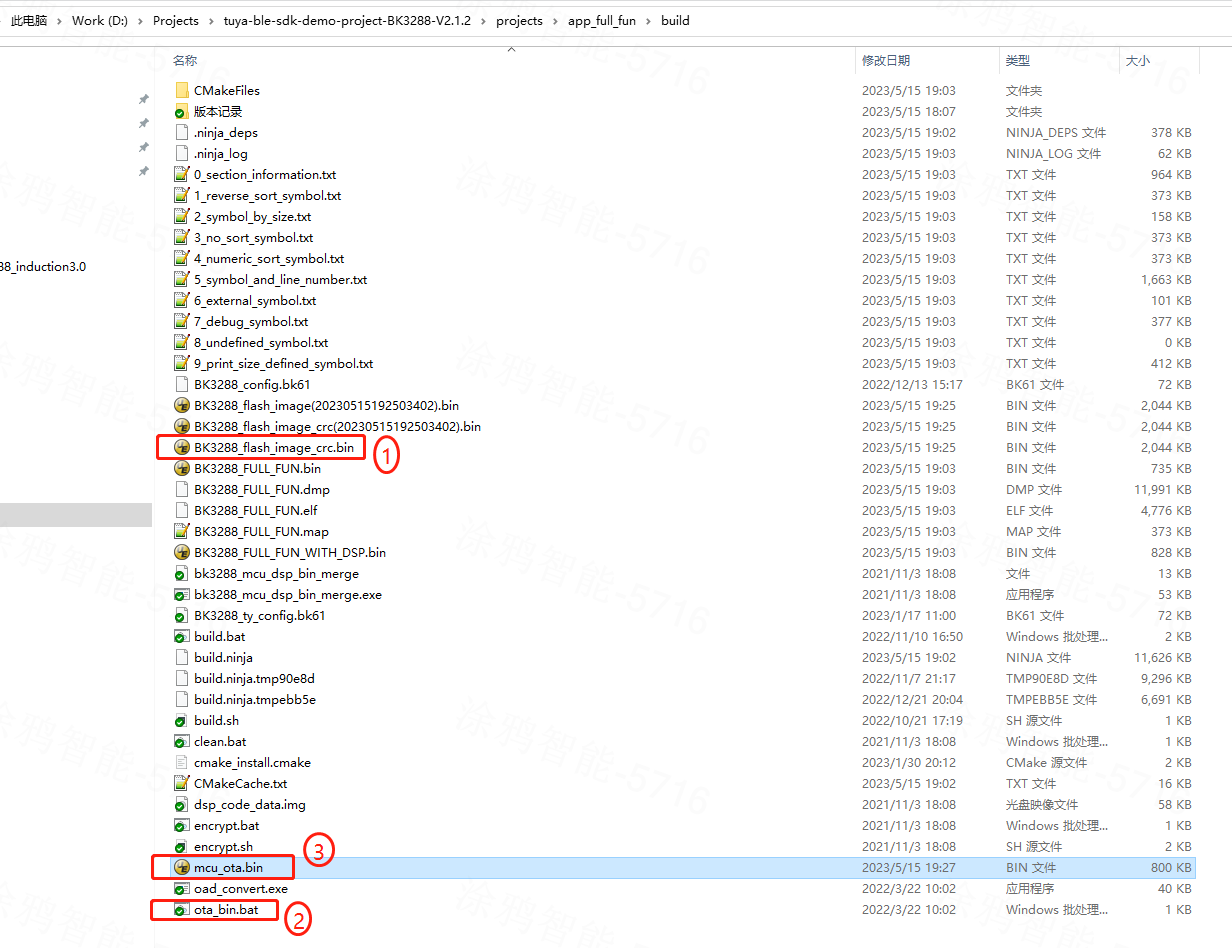 此电脑 > Work (D:) > Projects > tuya-ble-sdk-demo-project-BK3288-V2.1.2 > projects > app_full_fun > build
名称 修改日期 类型 大小
CMakeFiles 2023/5/15 19:03 文件夹
版本记录 2023/5/15 18:07 文件夹
.ninja_deps 2023/5/15 19:02 NINJA_DEPS 文件 378 KB
.ninja_log 2023/5/15 19:03 NINJA_LOG 文件 62 KB
0_section_information.txt 2023/5/15 19:03 TXT 文件 964 KB
1_reverse_sort_symbol.txt 2023/5/15 19:03 TXT 文件 373 KB
2_symbol_by_size.txt 2023/5/15 19:03 TXT 文件 158 KB
3_no_sort_symbol.txt 2023/5/15 19:03 TXT 文件 373 KB
4_numeric_sort_symbol.txt 2023/5/15 19:03 TXT 文件 373 KB
88_induction3.0
5_symbol_and_line_number.txt 2023/5/15 19:03 TXT 文件 1,663 KB
6_external_symbol.txt 2023/5/15 19:03 TXT 文件 101 KB
7_debug_symbol.txt 2023/5/15 19:03 TXT 文件 377 KB
8_undefined_symbol.txt 2023/5/15 19:03 TXT 文件 0 KB
9_print_size_defined_symbol.txt 2023/5/15 19:03 TXT 文件 412 KB
BK3288_config.bk61 2022/12/13 15:17 BK61 文件 72 KB
BK3288_flash_image(20230515192503402).bin 2023/5/15 19:25 BIN 文件 2,044 KB
BK3288_flash_image_crc(20230515192503402).bin 2023/5/15 19:25 BIN 文件 2,044 KB
BK3288_flash_image_crc.bin 1 2023/5/15 19:25 BIN 文件 2,044 KB
BK3288_FULL_FUN.bin 2023/5/15 19:03 BIN 文件 735 KB
BK3288_FULL_FUN.dmp 2023/5/15 19:03 DMP 文件 11,991 KB
BK3288_FULL_FUN.elf 2023/5/15 19:03 ELF 文件 4,776 KB
BK3288_FULL_FUN.map 2023/5/15 19:03 MAP 文件 373 KB
BK3288_FULL_FUN_WITH_DSP.bin 2023/5/15 19:03 BIN 文件 828 KB
bk3288_mcu_dsp_bin_merge 2021/11/3 18:08 文件 13 KB
bk3288_mcu_dsp_bin_merge.exe 2021/11/3 18:08 应用程序 53 KB
BK3288_ty_config.bk61 2023/1/17 11:00 BK61 文件 72 KB
build.bat 2022/11/10 16:50 Windows 批处理... 2 KB
build.ninja 2023/5/15 19:02 NINJA 文件 11,626 KB
build.ninja.tmp90e8d 2022/11/7 21:17 TMP90E8D 文件 9,296 KB
build.ninja.tmpebb5e 2022/12/21 20:04 TMPEBB5E 文件 6,691 KB
build.sh 2022/10/21 17:19 SH 源文件 1 KB
clean.bat 2021/11/3 18:08 Windows 批处理... 1 KB
cmake_install.cmake 2023/1/30 20:12 CMake 源文件 2 KB
CMakeCache.txt 2023/5/15 19:02 TXT 文件 16 KB
dsp_code_data.img 2021/11/3 18:08 光盘映像文件 58 KB
encrypt.bat 2021/11/3 18:08 Windows 批处理... 1 KB
encrypt.sh 2021/11/3 18:08 SH 源文件 2 KB
mcu_ota.bin 3 2023/5/15 19:27 BIN 文件 800 KB
oad_convert.exe 2022/3/22 10:02 应用程序 40 KB
ota_bin.bat 2 2022/3/22 10:02 Windows 批处理... 1 KB
涂鸦智能-5716